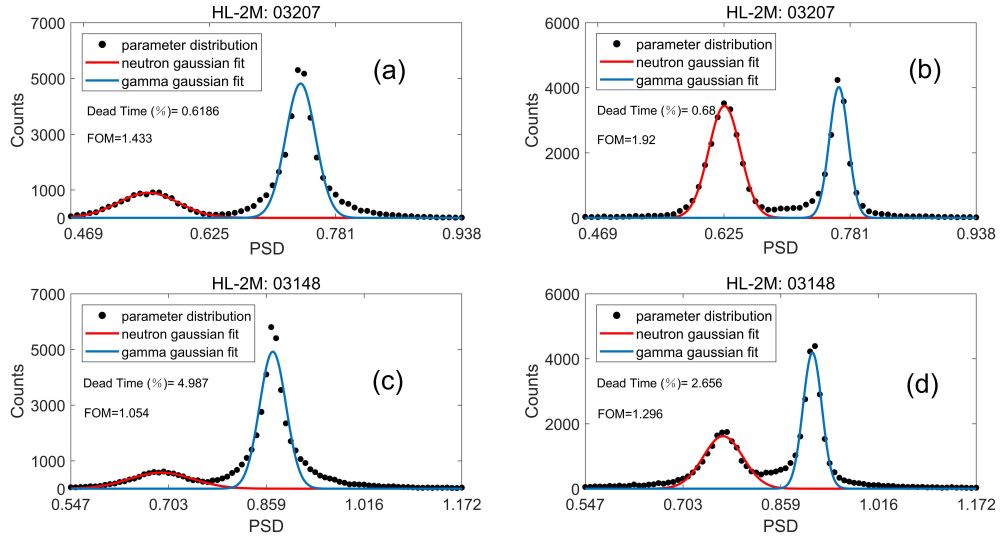 HL-2M: 03207
7000
5000
3000
1000
0
Counts
parameter distribution
neutron gaussian fit
gamma gaussian fit
(a)
Dead Time (%)= 0.6186
FOM=1.433
0.469
0.625
0.781
0.938
PSD
HL-2M: 03207
6000
4000
2000
0
Counts
parameter distribution
neutron gaussian fit
gamma gaussian fit
(b)
Dead Time (%)= 0.68
FOM=1.92
0.469
0.625
0.781
0.938
PSD
HL-2M: 03148
7000
5000
3000
1000
0
Counts
parameter distribution
neutron gaussian fit
gamma gaussian fit
(c)
Dead Time (%)= 4.987
FOM=1.054
0.547
0.703
0.859
1.016
1.172
PSD
HL-2M: 03148
6000
4000
2000
0
Counts
parameter distribution
neutron gaussian fit
gamma gaussian fit
(d)
Dead Time (%)= 2.656
FOM=1.296
0.547
0.703
0.859
1.016
1.172
PSD